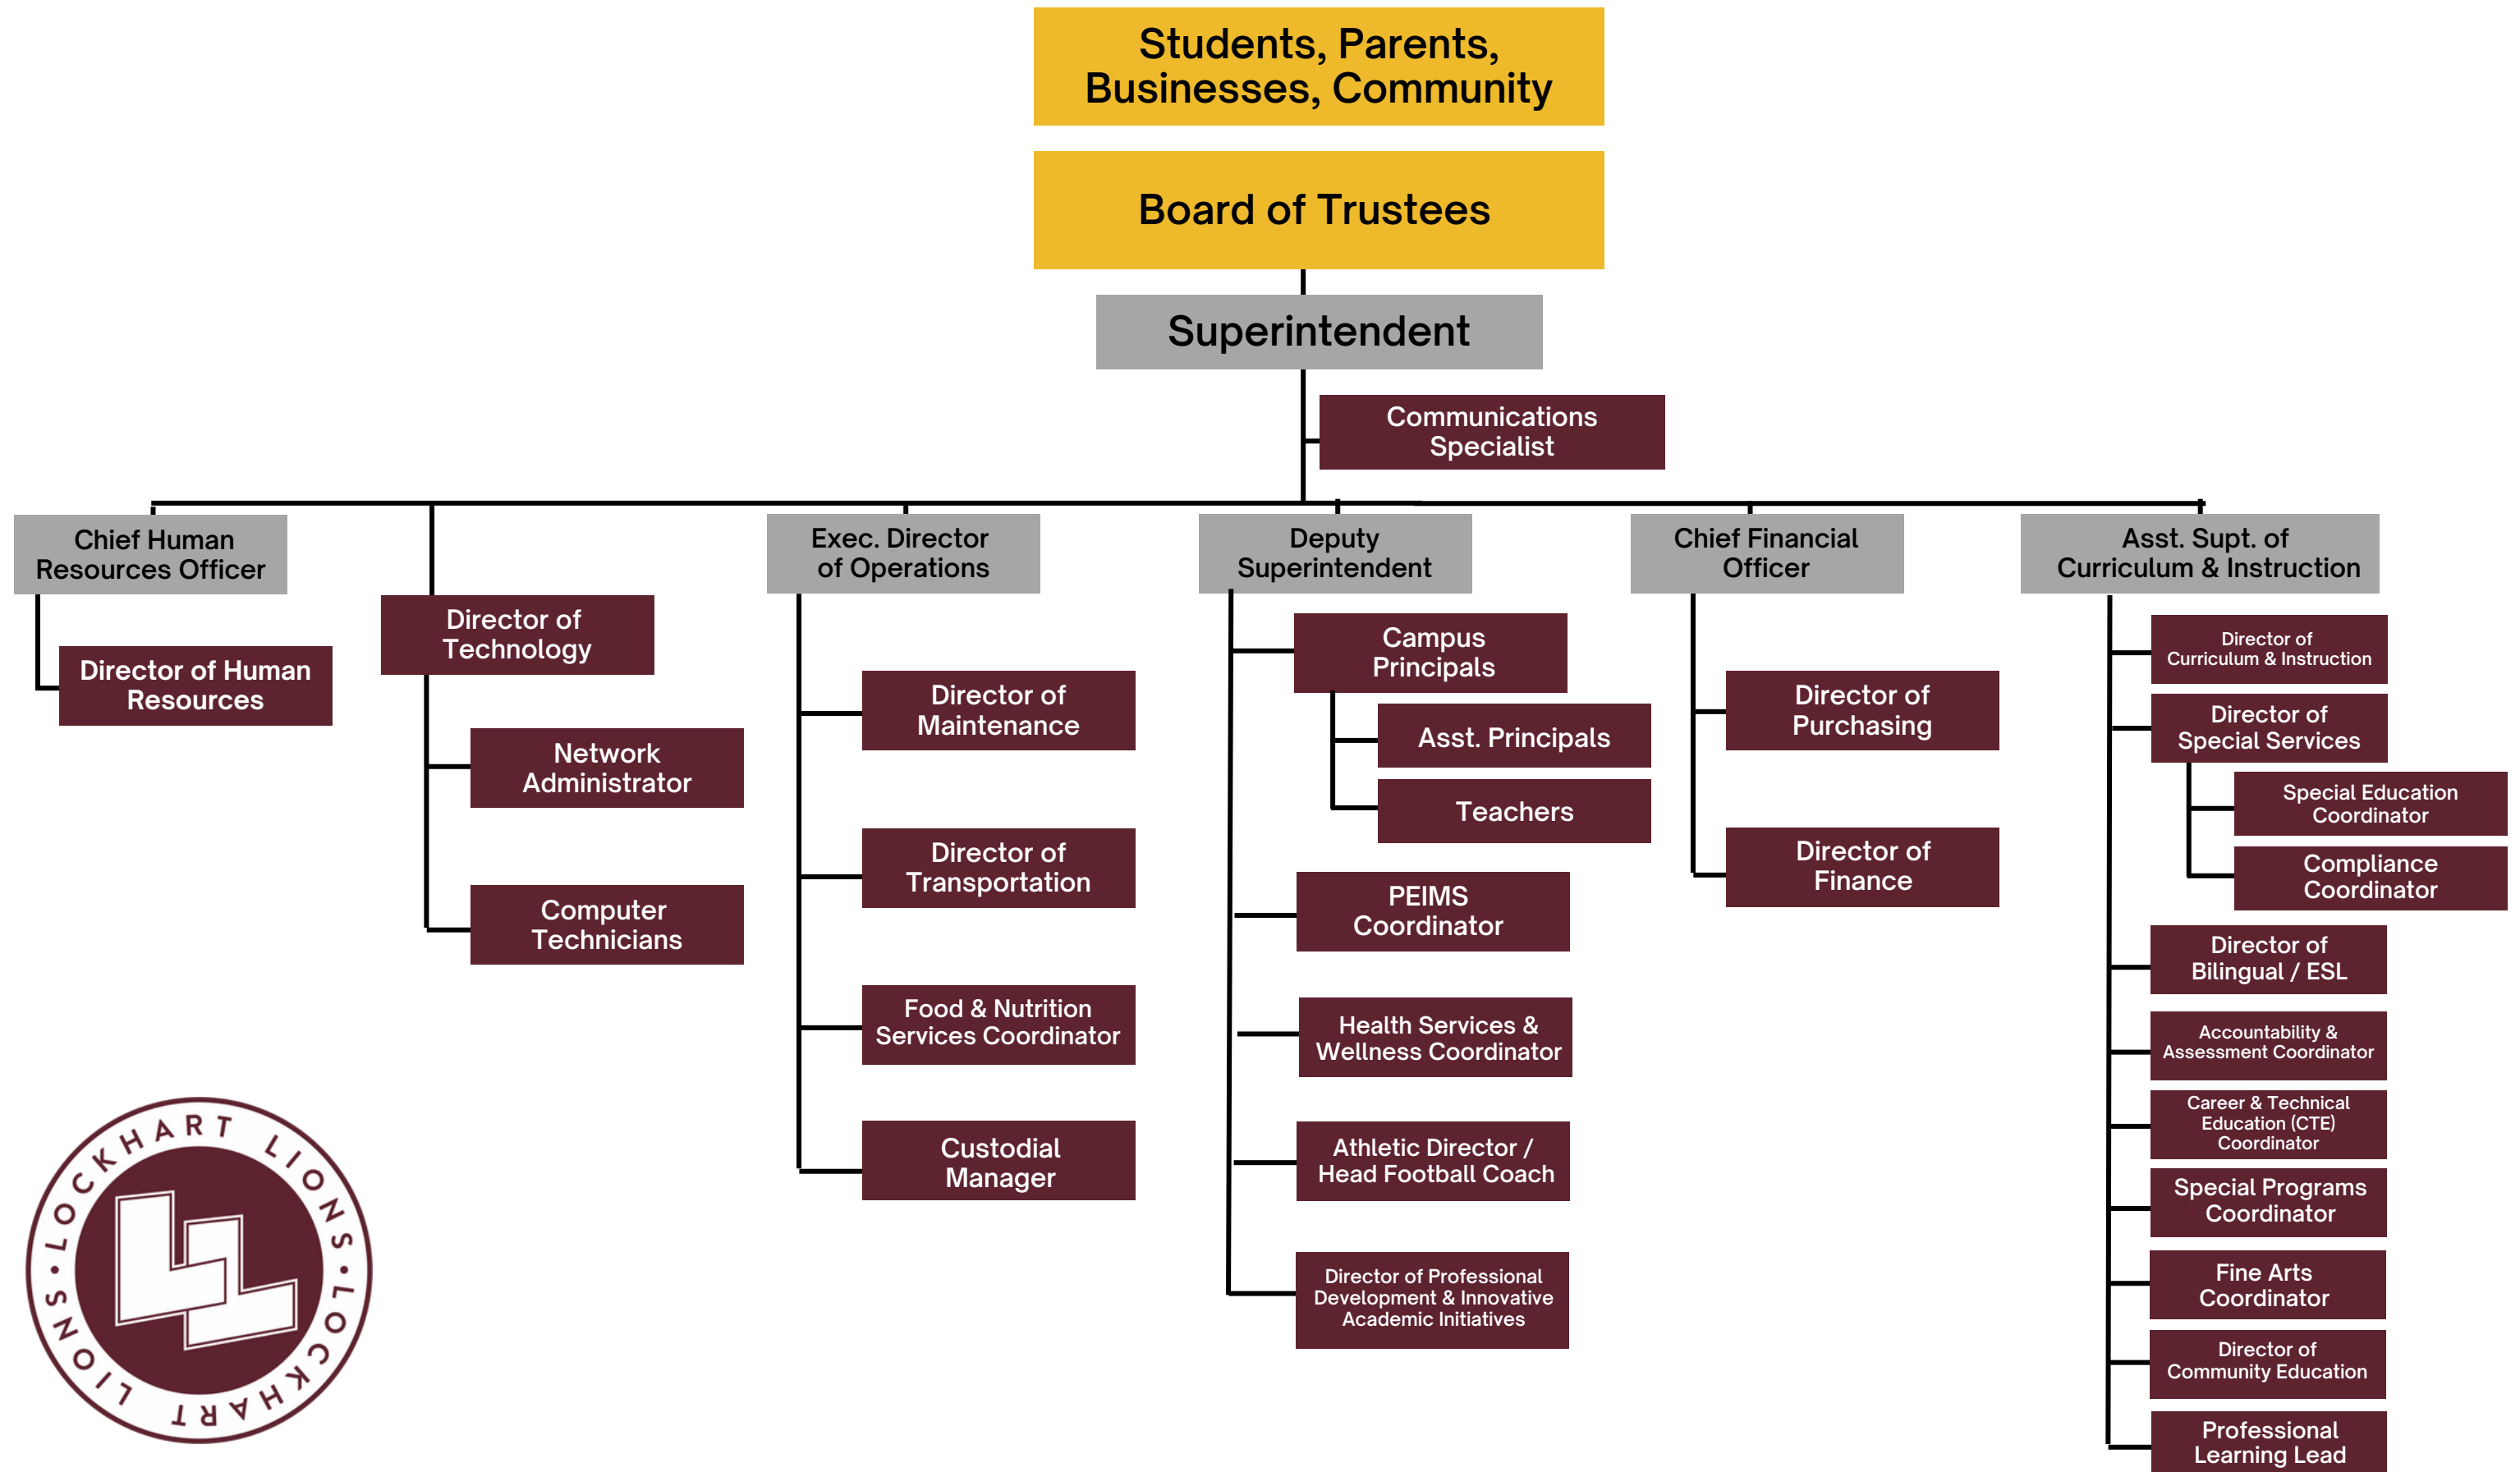 Students, Parents,
Businesses, Community
Board of Trustees
Superintendent
Communications
Specialist
Chief Human
Resources Officer
Director of Human
Resources
Director of
Technology
Network
Administrator
Computer
Technicians
Exec. Director
of Operations
Director of
Maintenance
Director of
Transportation
Food & Nutrition
Services Coordinator
Custodial
Manager
Deputy
Superintendent
Campus
Principals
Asst. Principals
Teachers
PEIMS
Coordinator
Health Services &
Wellness Coordinator
Athletic Director /
Head Football Coach
Director of Professional
Development & Innovative
Academic Initiatives
Chief Financial
Officer
Director of
Purchasing
Director of
Finance
Asst. Supt. of
Curriculum & Instruction
Director of
Curriculum & Instruction
Director of
Special Services
Special Education
Coordinator
Compliance
Coordinator
Director of
Bilingual / ESL
Accountability &
Assessment Coordinator
Career & Technical
Education (CTE)
Coordinator
Special Programs
Coordinator
Fine Arts
Coordinator
Director of
Community Education
Professional
Learning Lead
LOCKHART LIONS • LOCKHART LIONS •
LL